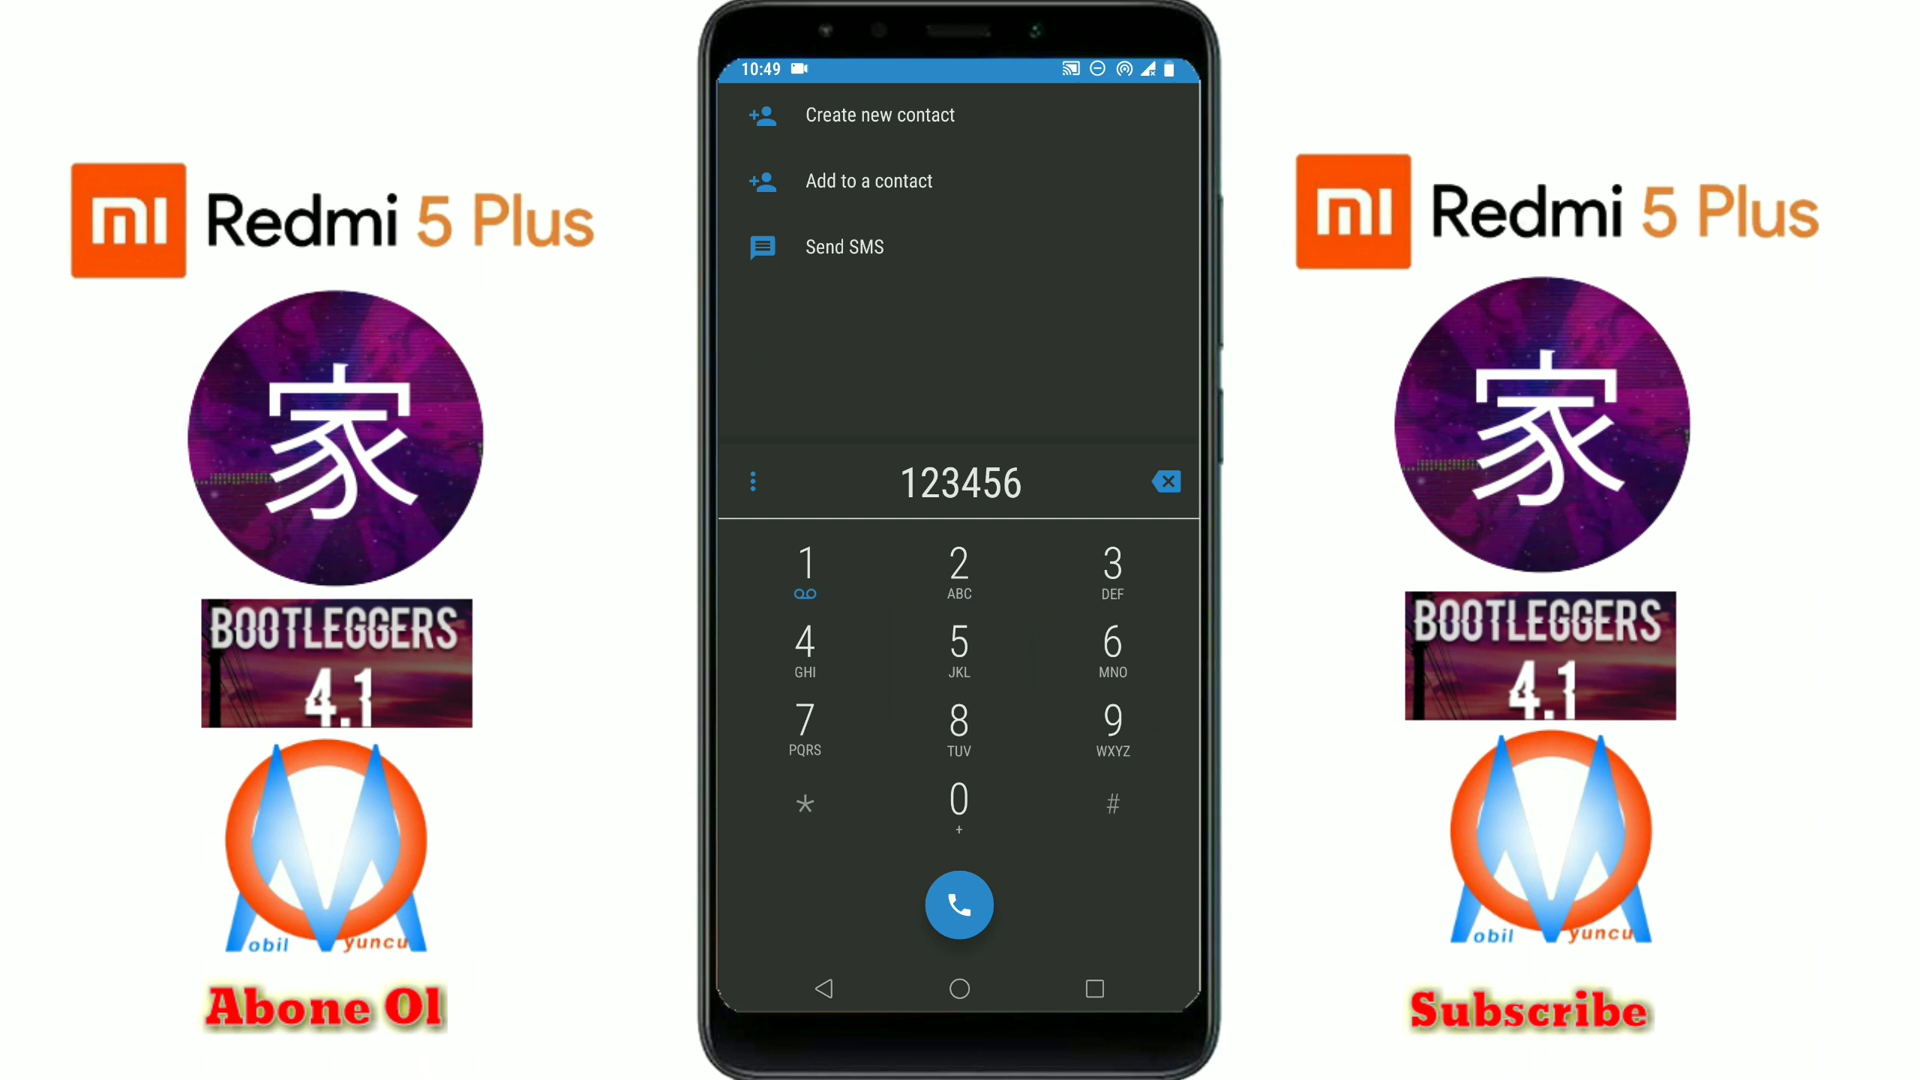 Redmi 5 Plus
家
BOOTLEGGERS
4.1
obil yuncu
Abone Ol
10:49
Create new contact
Add to a contact
Send SMS
123456
1
2
ABC
3
DEF
4
GHI
5
JKL
6
MNO
7
PQRS
8
TUV
9
WXYZ
*
0
+
#
Redmi 5 Plus
家
BOOTLEGGERS
4.1
obil yuncu
Subscribe